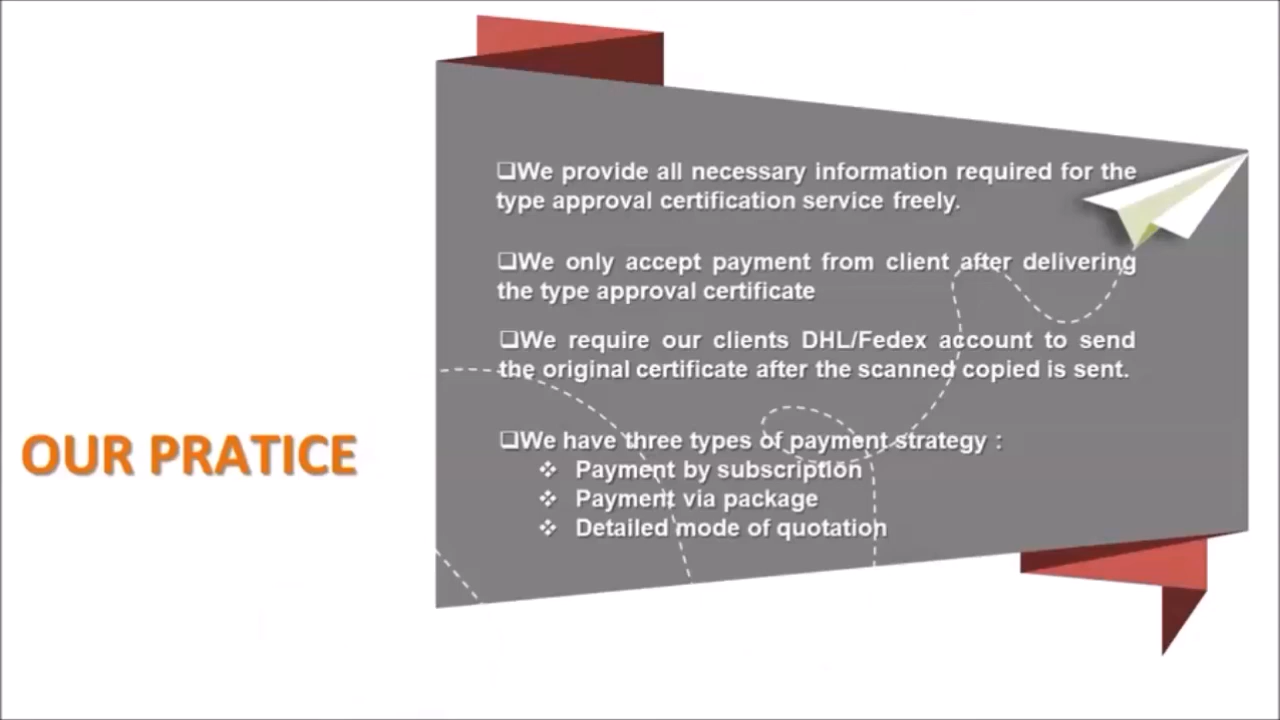 ❑We provide all necessary information required for the
type approval certification service freely.
❑We only accept payment from client after delivering
the type approval certificate
❑We require our clients DHL/Fedex account to send
the original certificate after the scanned copied is sent.
❑We have three types of payment strategy :
❖ Payment by subscription
❖ Payment via package
❖ Detailed mode of quotation
OUR PRATICE